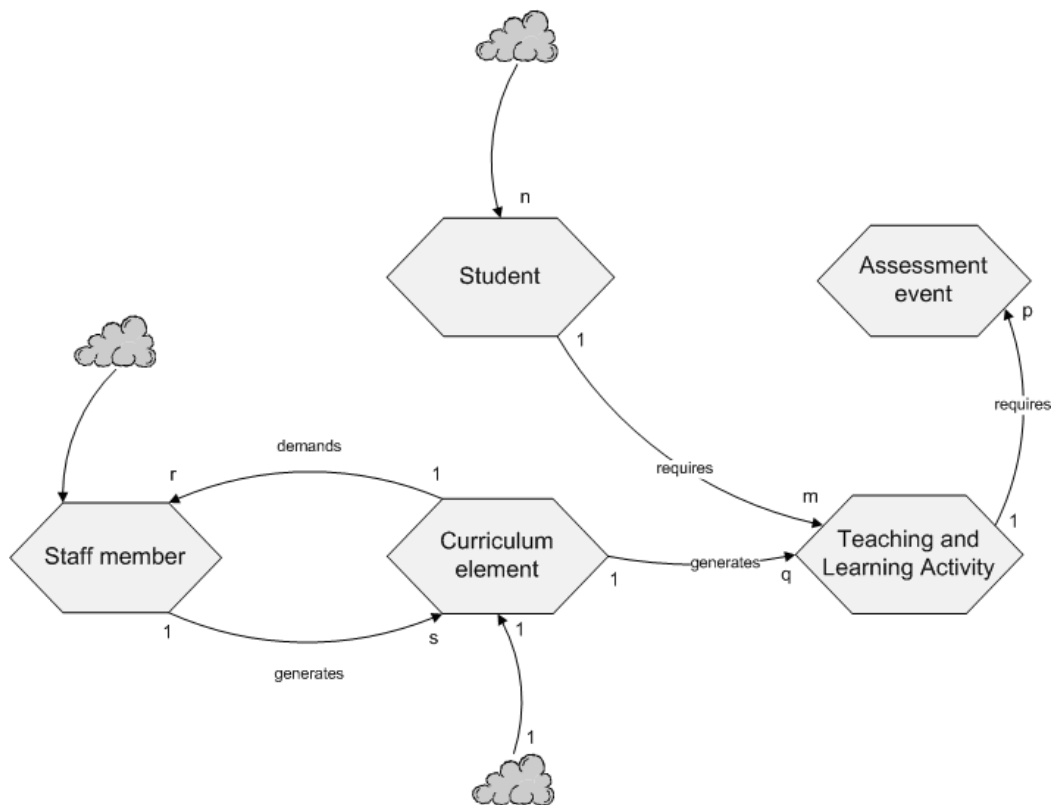 n
Student
1
Assessment
event
p
requires
demands
r
1
requires
m
1
Staff member
Curriculum
element
Teaching and
Learning Activity
1
generates
q
1
s
1
generates
1